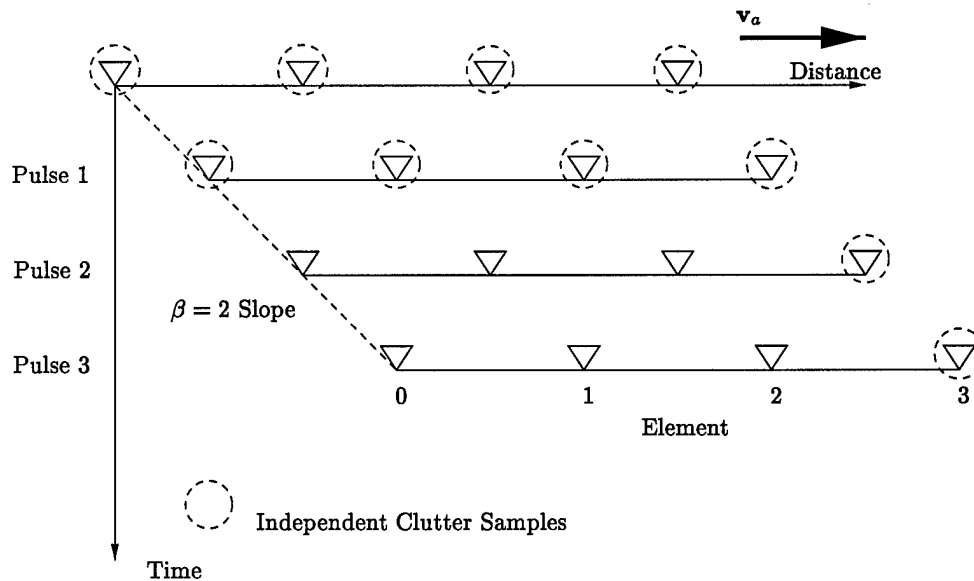 v_a
Distance
Pulse 1
Pulse 2
β = 2 Slope
Pulse 3
0 1 2 3
Element
Independent Clutter Samples
Time